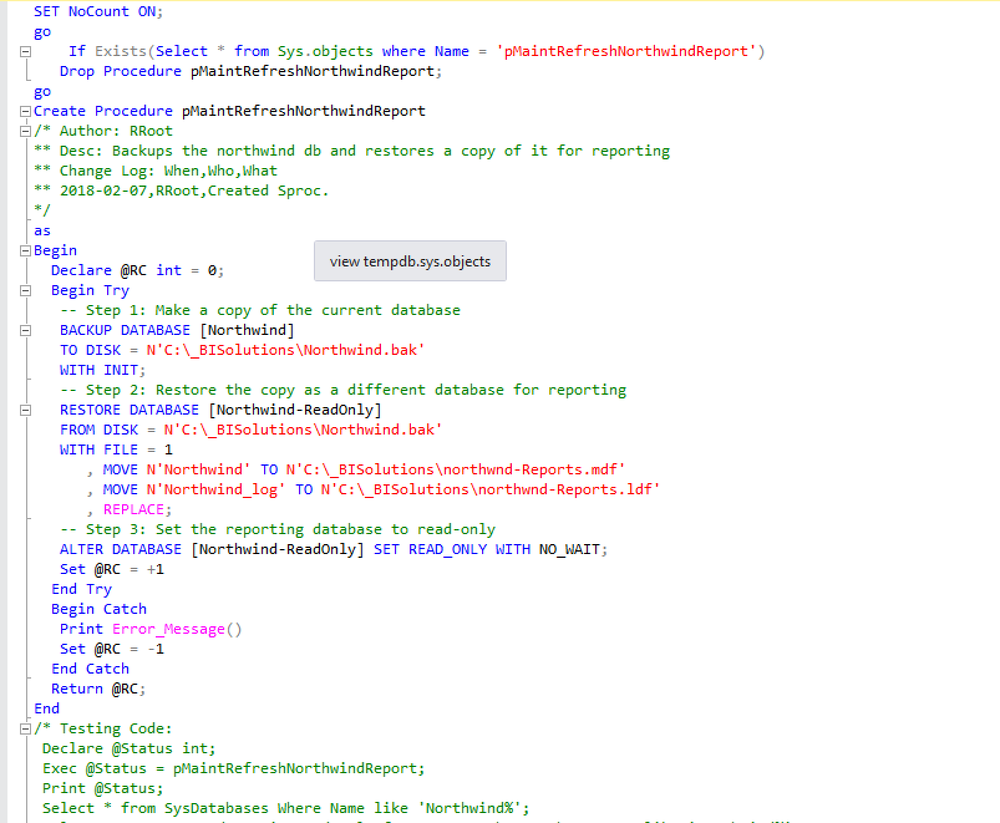 SET NoCount ON;
go
If Exists(Select * from Sys.objects where Name = 'pMaintRefreshNorthwindReport')
Drop Procedure pMaintRefreshNorthwindReport;
go
Create Procedure pMaintRefreshNorthwindReport
/* Author: RRoot
** Desc: Backups the northwind db and restores a copy of it for reporting
** Change Log: When,Who,What
** 2018-02-07,RRoot,Created Sproc.
*/
as
Begin
view tempdb.sys.objects
Declare @RC int = 0;
Begin Try
-- Step 1: Make a copy of the current database
BACKUP DATABASE [Northwind]
TO DISK = N'C:\_BISolutions\Northwind.bak'
WITH INIT;
-- Step 2: Restore the copy as a different database for reporting
RESTORE DATABASE [Northwind-ReadOnly]
FROM DISK = N'C:\_BISolutions\Northwind.bak'
WITH FILE = 1
, MOVE N'Northwind' TO N'C:\_BISolutions\northwnd-Reports.mdf'
, MOVE N'Northwind_log' TO N'C:\_BISolutions\northwnd-Reports.ldf'
, REPLACE;
-- Step 3: Set the reporting database to read-only
ALTER DATABASE [Northwind-ReadOnly] SET READ_ONLY WITH NO_WAIT;
Set @RC = +1
End Try
Begin Catch
Print Error_Message()
Set @RC = -1
End Catch
Return @RC;
End
/* Testing Code:
Declare @Status int;
Exec @Status = pMaintRefreshNorthwindReport;
Print @Status;
Select * from SysDatabases Where Name like 'Northwind%';